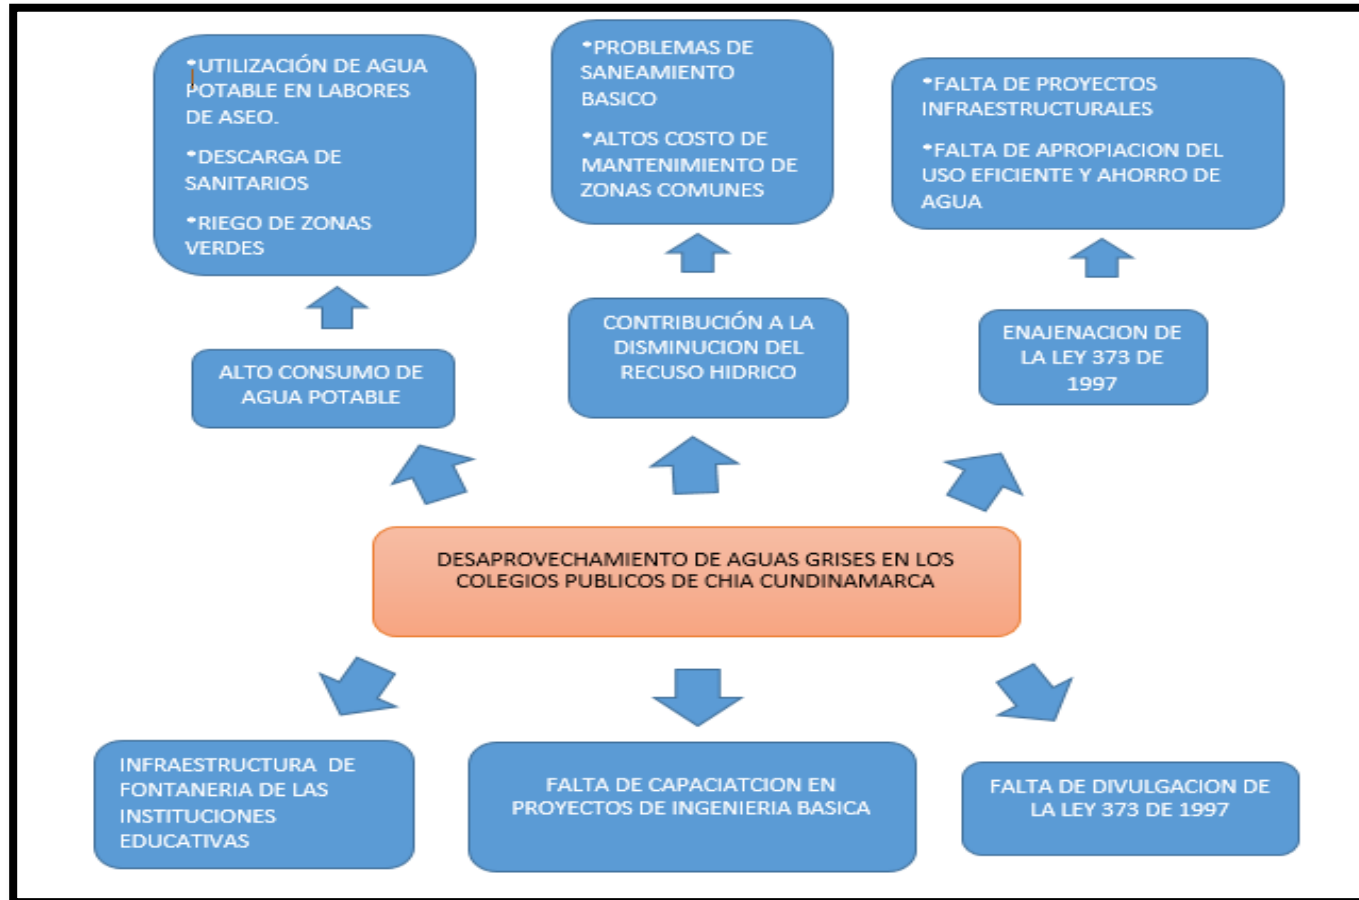 *UTILIZACIÓN DE AGUA
POTABLE EN LABORES
DE ASEO.
*DESCARGA DE
SANITARIOS
*RIEGO DE ZONAS
VERDES
*PROBLEMAS DE
SANEAMIENTO
BASICO
*ALTOS COSTO DE
MANTENIMIENTO DE
ZONAS COMUNES
*FALTA DE PROYECTOS
INFRAESTRUCTURALES
*FALTA DE APROPIACION DEL
USO EFICIENTE Y AHORRO DE
AGUA
ALTO CONSUMO DE
AGUA POTABLE
CONTRIBUCIÓN A LA
DISMINUCION DEL
RECUSO HIDRICO
ENAJENACION DE
LA LEY 373 DE
1997
DESAPROVECHAMIENTO DE AGUAS GRISES EN LOS
COLEGIOS PUBLICOS DE CHIA CUNDINAMARCA
INFRAESTRUCTURA DE
FONTANERIA DE LAS
INSTITUCIONES
EDUCATIVAS
FALTA DE CAPACIATCION EN
PROYECTOS DE INGENIERIA BASICA
FALTA DE DIVULGACION DE
LA LEY 373 DE 1997